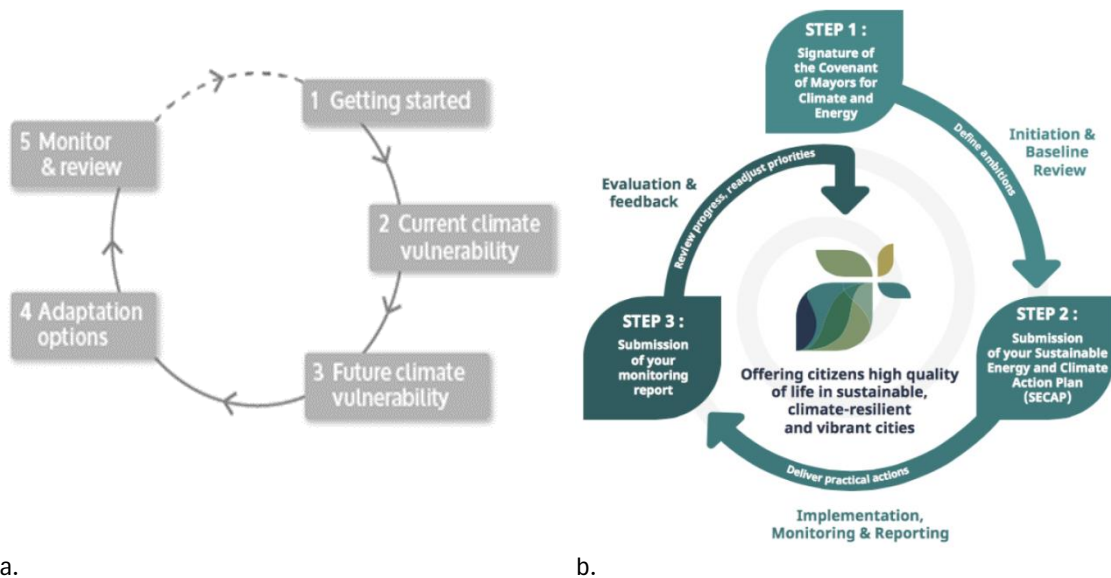 1 Getting started
2 Current climate
vulnerability
3 Future climate
vulnerability
4 Adaptation
options
5 Monitor
& review
a.
STEP 1 :
Signature of
the Covenant
of Mayors for
Climate and
Energy
Define ambitions
Initiation &
Baseline
Review
STEP 2 :
Submission
of your Sustainable
Energy and Climate
Action Plan
(SECAP)
Deliver practical actions
Implementation,
Monitoring & Reporting
STEP 3 :
Submission
of your
monitoring
report
Review progress, readjust priorities
Evaluation &
feedback
Offering citizens high quality
of life in sustainable,
climate-resilient
and vibrant cities
b.